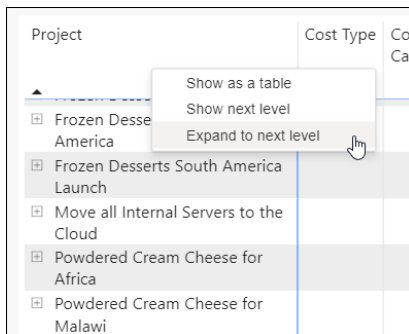 Project
Cost Type
Co
Ca
Show as a table
Show next level
Expand to next level
Frozen Desse
America
Frozen Desserts South America
Launch
Move all Internal Servers to the
Cloud
Powdered Cream Cheese for
Africa
Powdered Cream Cheese for
Malawi